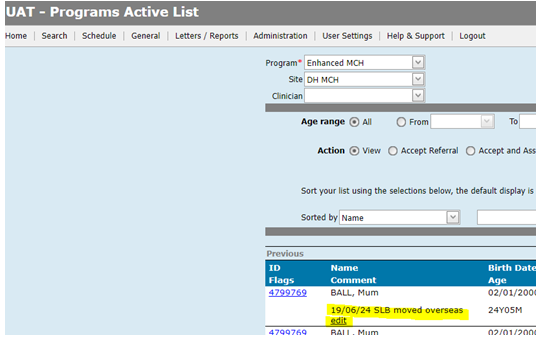 UAT - Programs Active List
Home | Search | Schedule | General | Letters / Reports | Administration | User Settings | Help & Support | Logout
Program* Enhanced MCH
Site DH MCH
Clinician
Age range All From To
Action View Accept Referral Accept and Ass
Sort your list using the selections below, the default display is
Sorted by Name
Previous
ID Name Birth Date
Flags Comment Age
4799769 BALL, Mum 02/01/2000
19/06/24 SLB moved overseas 24Y05M
edit
4799769 BALL, Mum 02/01/2000